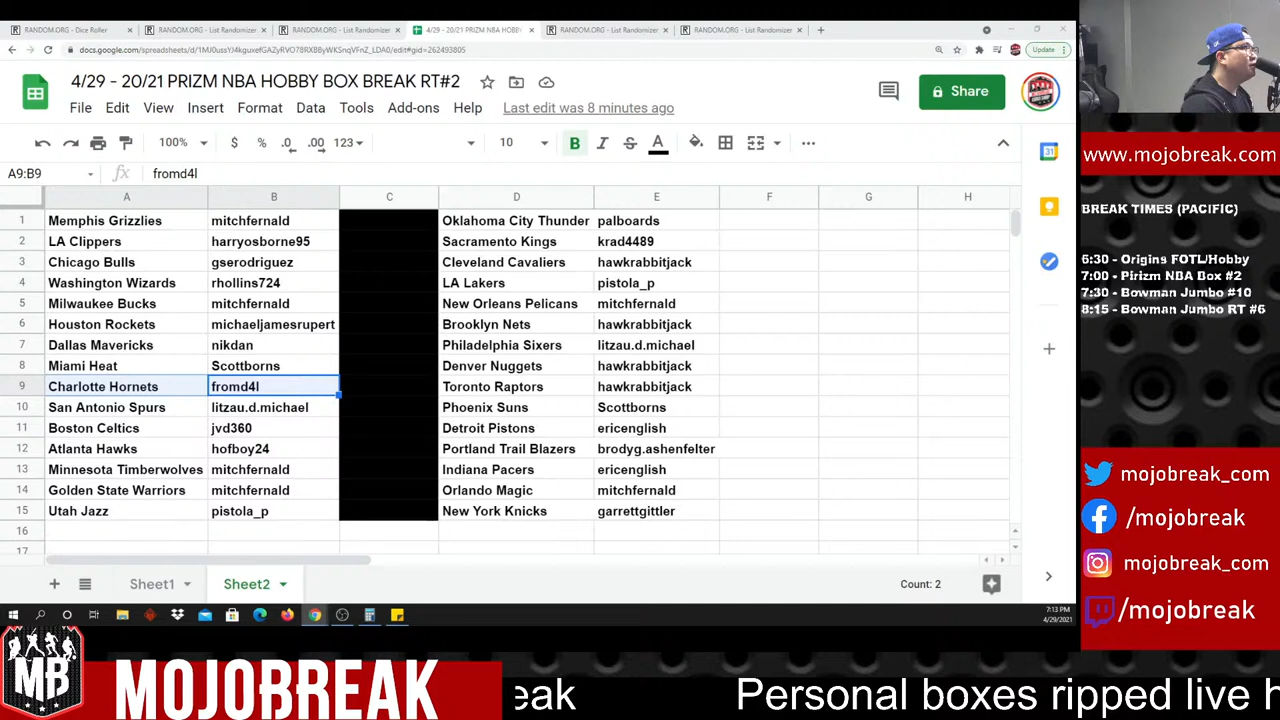 RANDOM.ORG - Dice Roller
RANDOM.ORG - List Randomizer
RANDOM.ORG - List Randomizer
4/29 - 20/21 PRIZM NBA HOBBY
RANDOM.ORG - List Randomizer
RANDOM.ORG - List Randomizer
Update
4/29 - 20/21 PRIZM NBA HOBBY BOX BREAK RT#2
File Edit View Insert Format Data Tools Add-ons Help Last edit was 8 minutes ago
Share
100% $ % .0 .00 123 10 B I S A
A9:B9 fx fromd4l
A B C D E F G H
1 Memphis Grizzlies mitchfernald Oklahoma City Thunder palboards
2 LA Clippers harryosborne95 Sacramento Kings krad4489
3 Chicago Bulls gserodriguez Cleveland Cavaliers hawkrabbitjack
4 Washington Wizards rhollins724 LA Lakers pistola_p
5 Milwaukee Bucks mitchfernald New Orleans Pelicans mitchfernald
6 Houston Rockets michaeljamesrupert Brooklyn Nets hawkrabbitjack
7 Dallas Mavericks nikdan Philadelphia Sixers litzau.d.michael
8 Miami Heat Scottborns Denver Nuggets hawkrabbitjack
9 Charlotte Hornets fromd4l Toronto Raptors hawkrabbitjack
10 San Antonio Spurs litzau.d.michael Phoenix Suns Scottborns
11 Boston Celtics jvd360 Detroit Pistons ericenglish
12 Atlanta Hawks hofboy24 Portland Trail Blazers brodyg.ashenfelter
13 Minnesota Timberwolves mitchfernald Indiana Pacers ericenglish
14 Golden State Warriors mitchfernald Orlando Magic mitchfernald
15 Utah Jazz pistola_p New York Knicks garrettgittler
16
17
Sheet1 Sheet2 Count: 2
7:13 PM
4/29/2021
www.mojobreak.com
BREAK TIMES (PACIFIC)
6:30 - Origins FOTL/Hobby
7:00 - Pirizm NBA Box #2
7:30 - Bowman Jumbo #10
8:15 - Bowman Jumbo RT #6
mojobreak_com
/mojobreak
mojobreak_com
/mojobreak
MB
MOJOBREAK
eak Personal boxes ripped live h